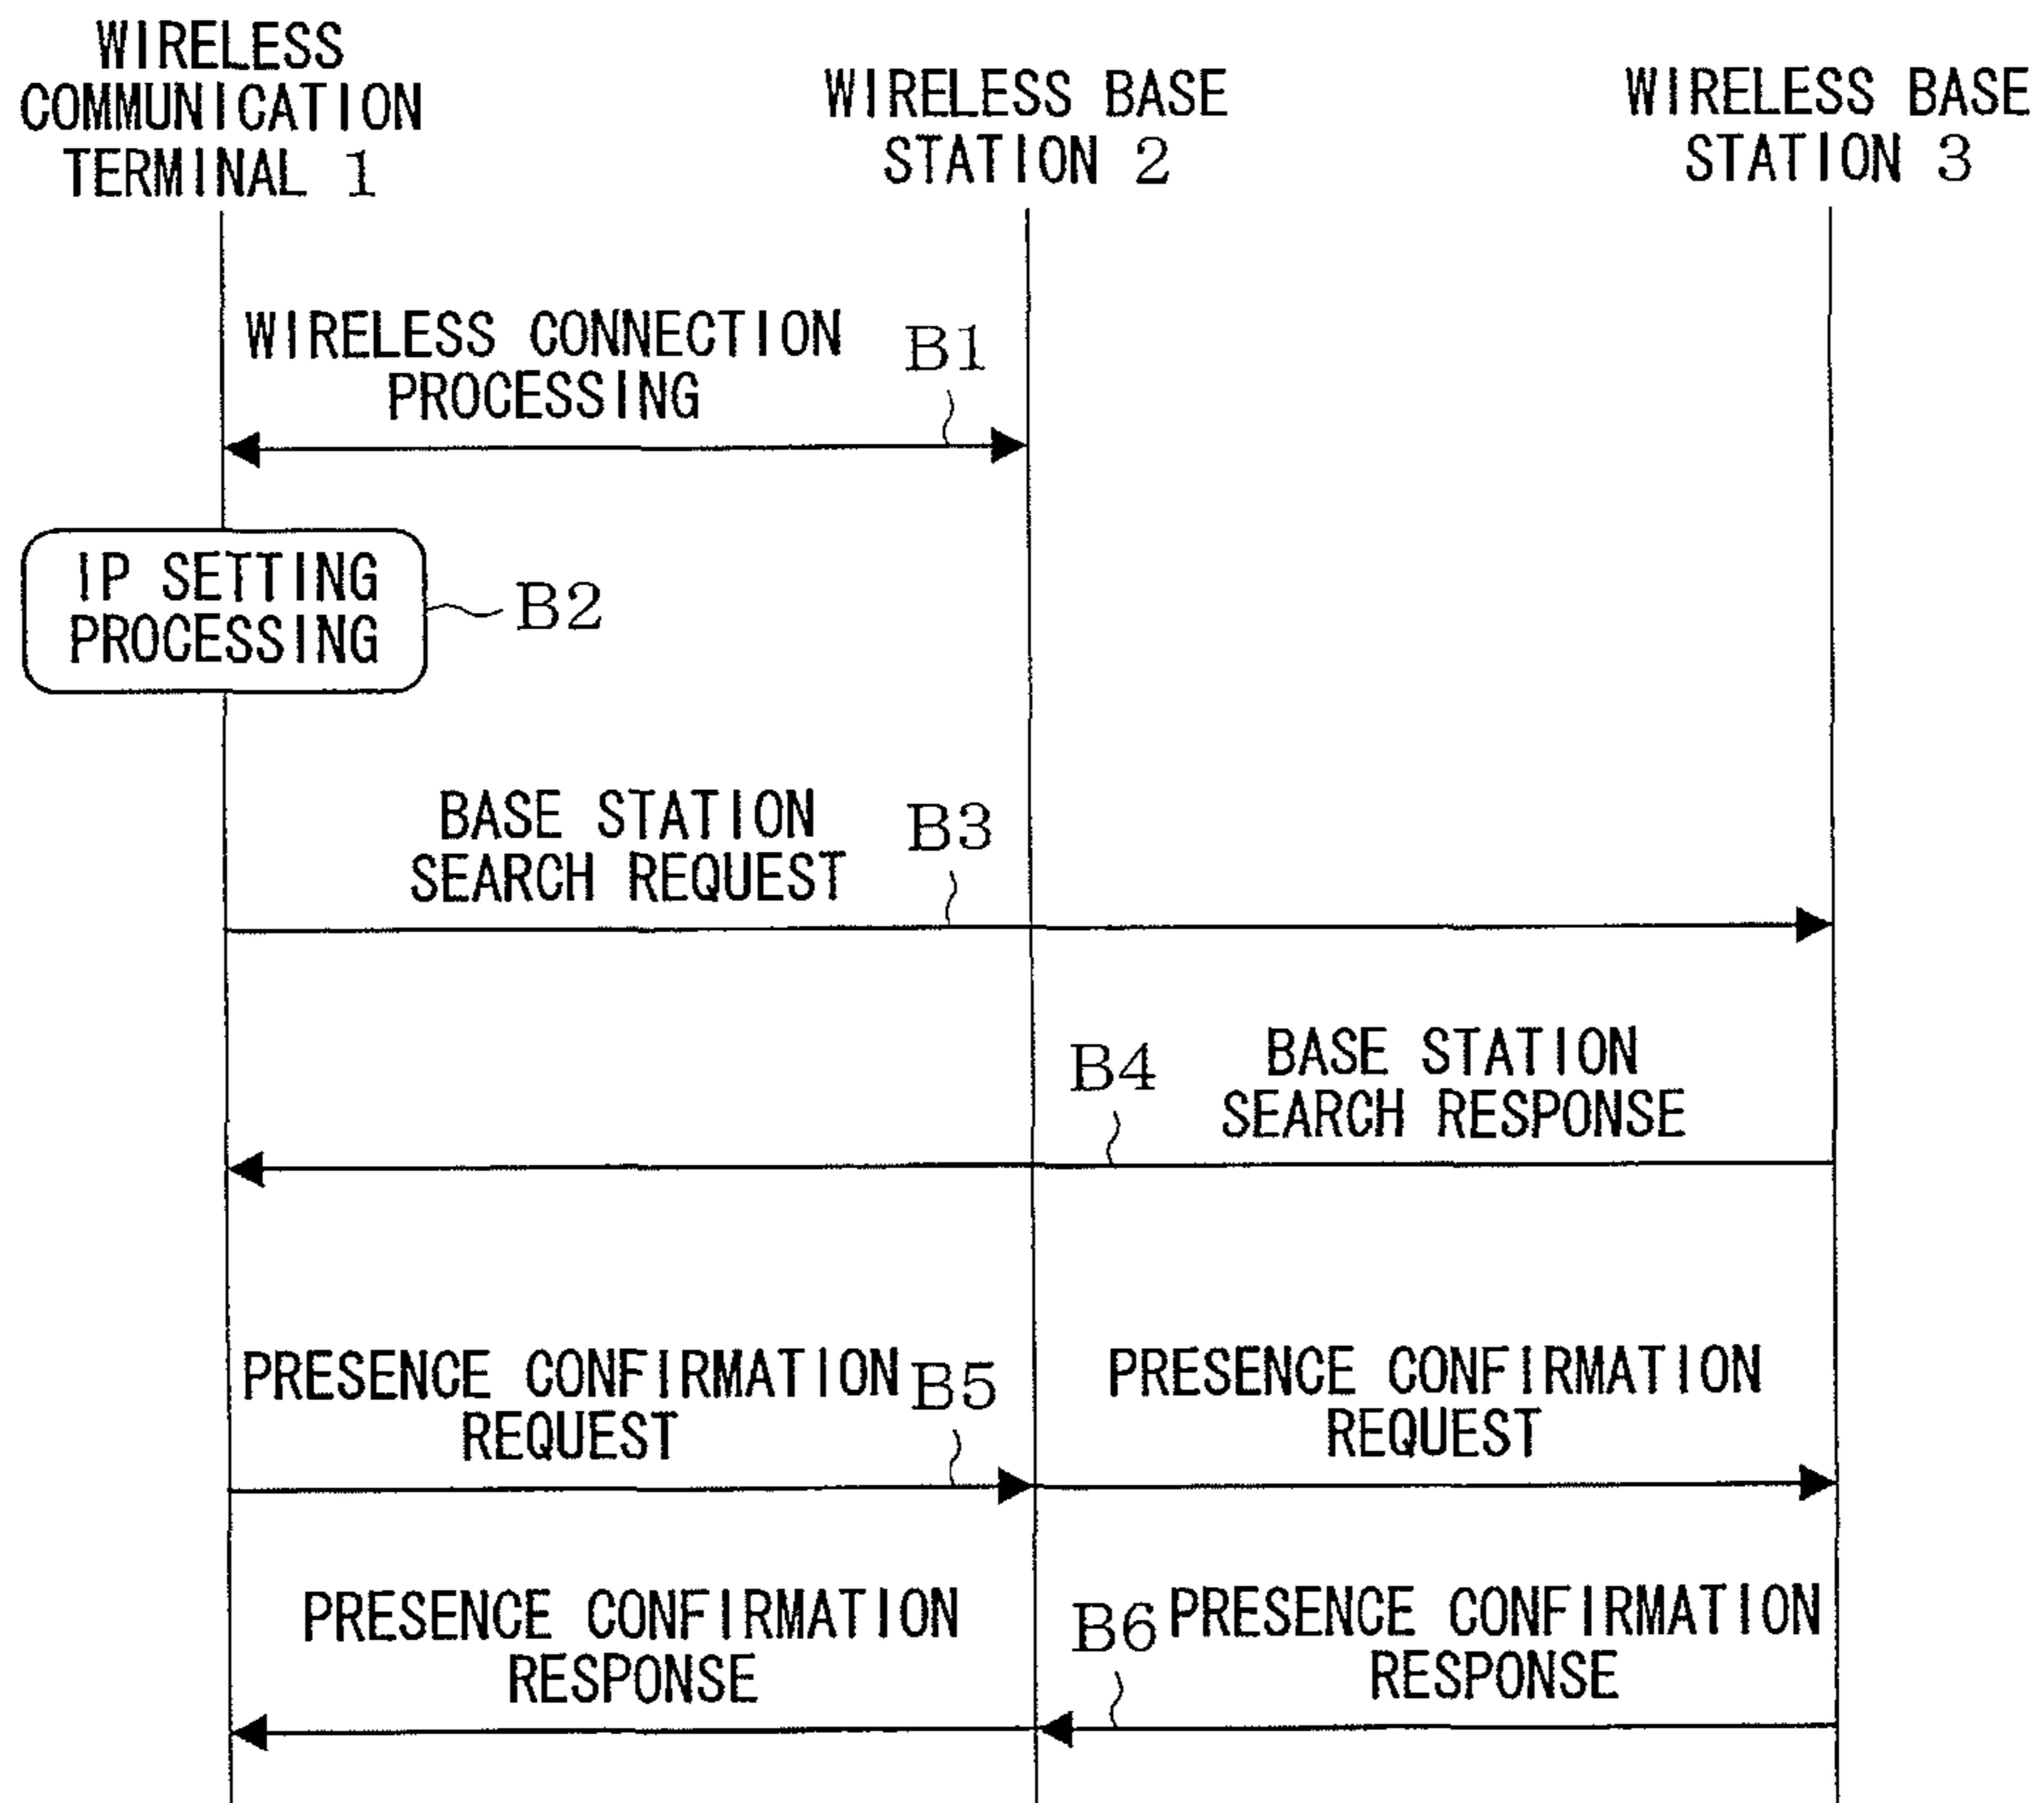 WIRELESS
COMMUNICATION
TERMINAL 1
WIRELESS BASE
STATION 2
WIRELESS BASE
STATION 3
WIRELESS CONNECTION
PROCESSING
B1
IP SETTING
PROCESSING
B2
BASE STATION
SEARCH REQUEST
B3
B4
BASE STATION
SEARCH RESPONSE
PRESENCE CONFIRMATION
REQUEST
B5
PRESENCE CONFIRMATION
REQUEST
PRESENCE CONFIRMATION
RESPONSE
B6
PRESENCE CONFIRMATION
RESPONSE